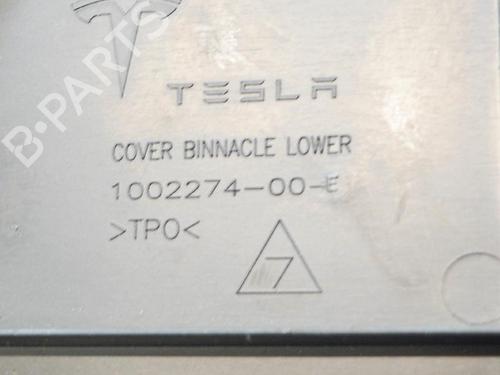 TESLA
COVER BINNACLE LOWER
1002274-00-E
>TPO<
7
B-PARTS